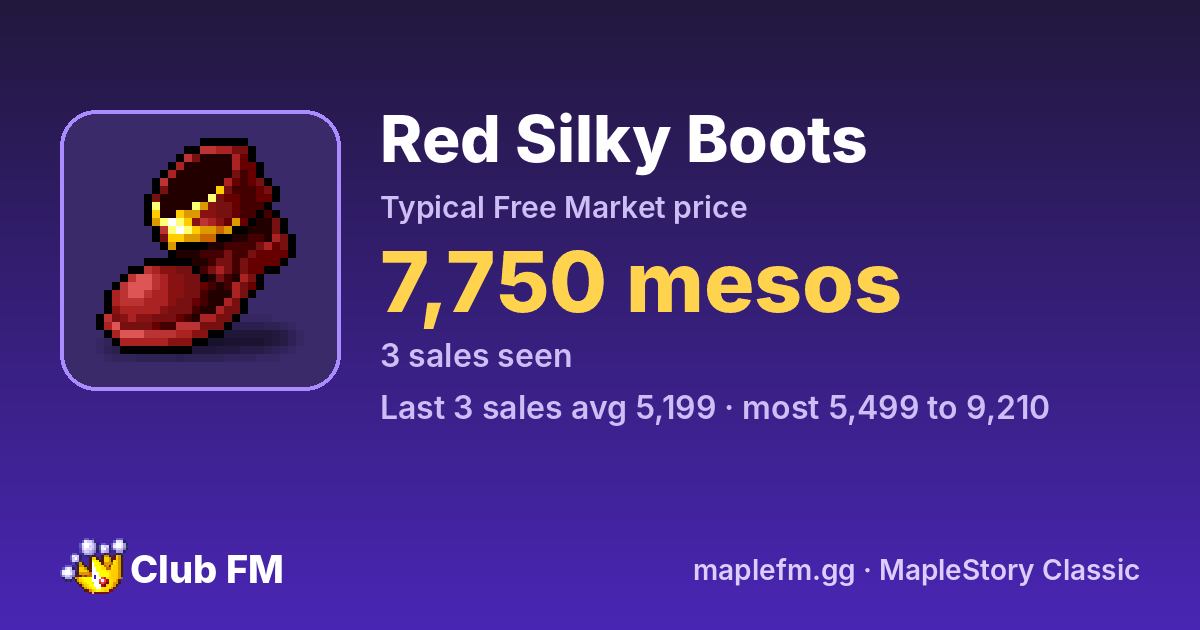 Red Silky Boots
Typical Free Market price
7,750 mesos
3 sales seen
Last 3 sales avg 5,199 · most 5,499 to 9,210
Club FM
maplefm.gg · MapleStory Classic